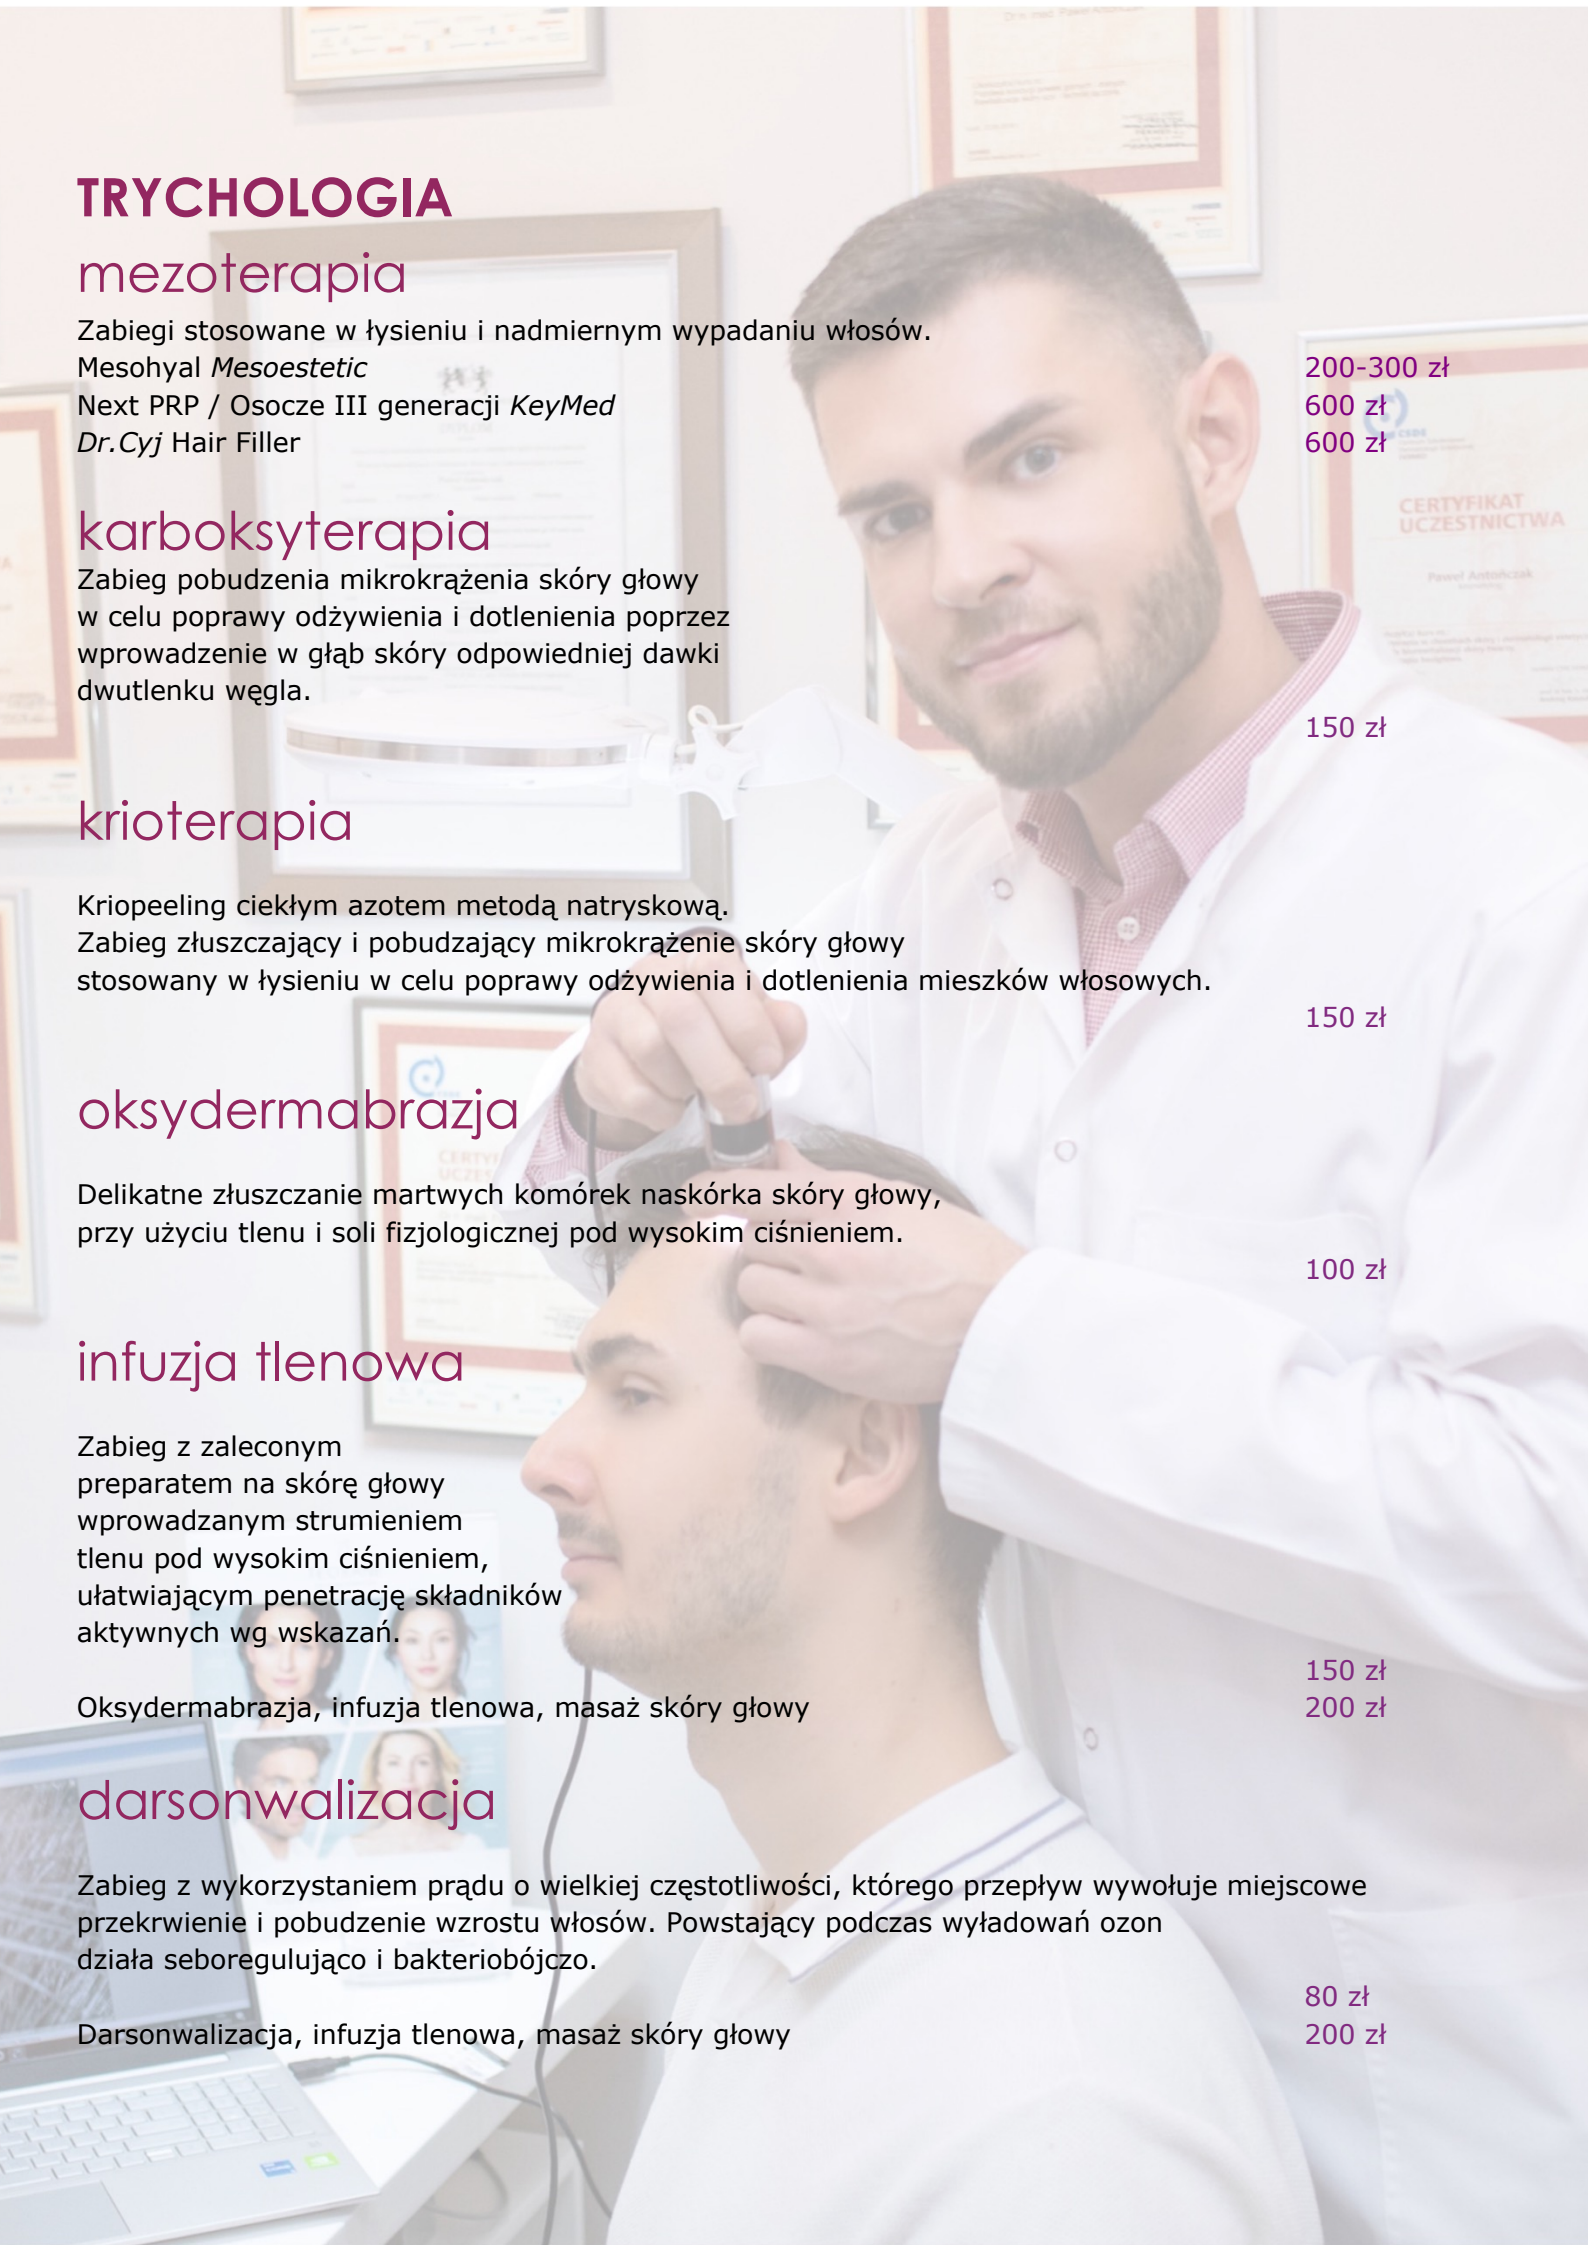 TRYCHOLOGIA
mezoterapia
Zabiegi stosowane w łysieniu i nadmiernym wypadaniu włosów.
Mesohyal Mesoestetic 200-300 zł
Next PRP / Osocze III generacji KeyMed 600 zł
Dr.Cyj Hair Filler 600 zł
karboksyterapia
Zabieg pobudzenia mikrokrążenia skóry głowy
w celu poprawy odżywienia i dotlenienia poprzez
wprowadzenie w głąb skóry odpowiedniej dawki
dwutlenku węgla.
150 zł
krioterapia
Kriopeeling ciekłym azotem metodą natryskową.
Zabieg złuszczający i pobudzający mikrokrążenie skóry głowy
stosowany w łysieniu w celu poprawy odżywienia i dotlenienia mieszków włosowych.
150 zł
oksydermabrazja
Delikatne złuszczanie martwych komórek naskórka skóry głowy,
przy użyciu tlenu i soli fizjologicznej pod wysokim ciśnieniem.
100 zł
infuzja tlenowa
Zabieg z zaleconym
preparatem na skórę głowy
wprowadzanym strumieniem
tlenu pod wysokim ciśnieniem,
ułatwiającym penetrację składników
aktywnych wg wskazań.
150 zł
Oksydermabrazja, infuzja tlenowa, masaż skóry głowy 200 zł
darsonwalizacja
Zabieg z wykorzystaniem prądu o wielkiej częstotliwości, którego przepływ wywołuje miejscowe
przekrwienie i pobudzenie wzrostu włosów. Powstający podczas wyładowań ozon
działa seboregulująco i bakteriobójczo.
80 zł
Darsonwalizacja, infuzja tlenowa, masaż skóry głowy 200 zł
CERTYFIKAT
UCZESTNICTWA
Paweł Antończak